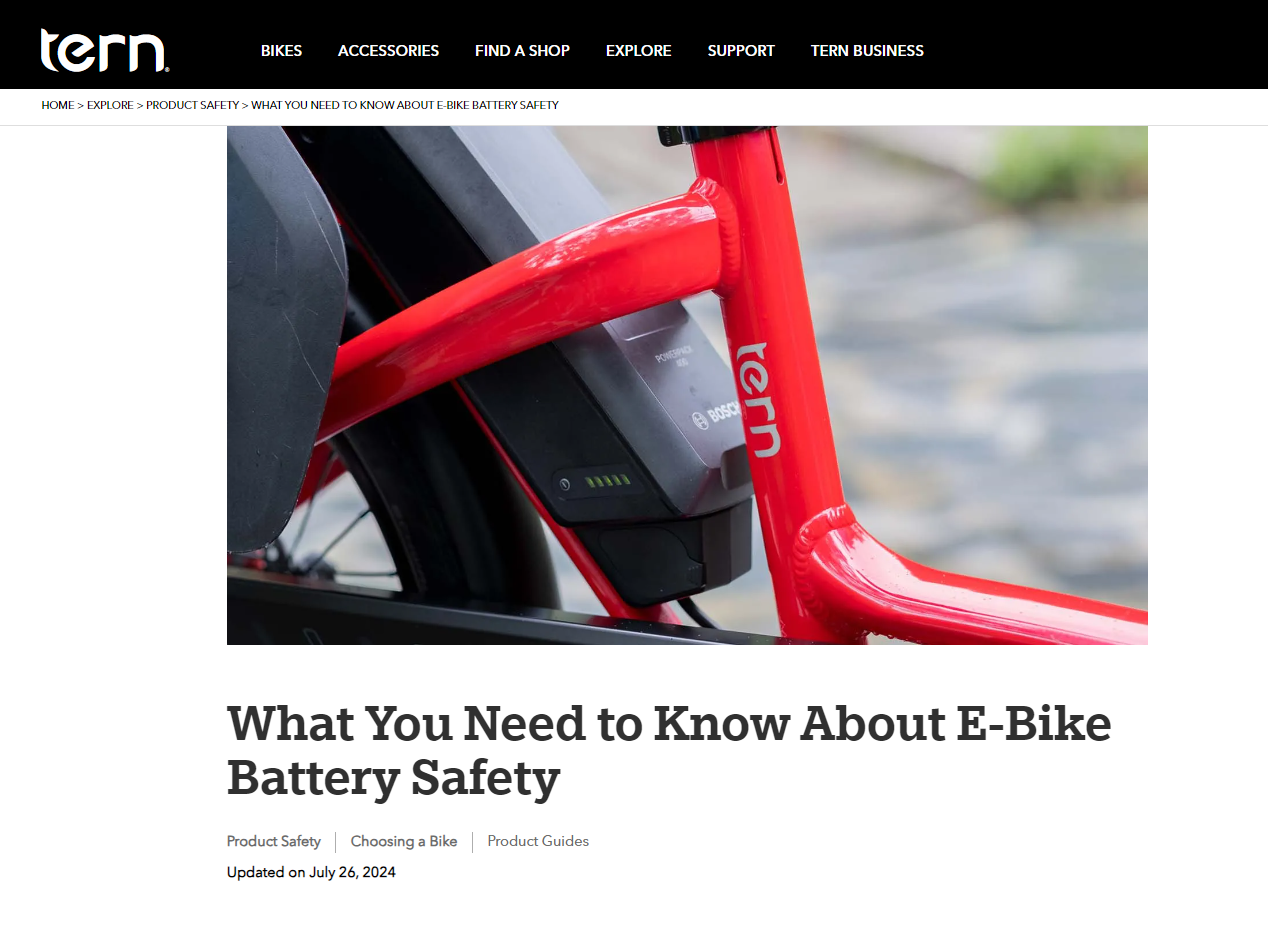 tern
BIKES ACCESSORIES FIND A SHOP EXPLORE SUPPORT TERN BUSINESS
HOME > EXPLORE > PRODUCT SAFETY > WHAT YOU NEED TO KNOW ABOUT E-BIKE BATTERY SAFETY
POWERPACK
BOSCH
tern
What You Need to Know About E-Bike
Battery Safety
Product Safety Choosing a Bike Product Guides
Updated on July 26, 2024